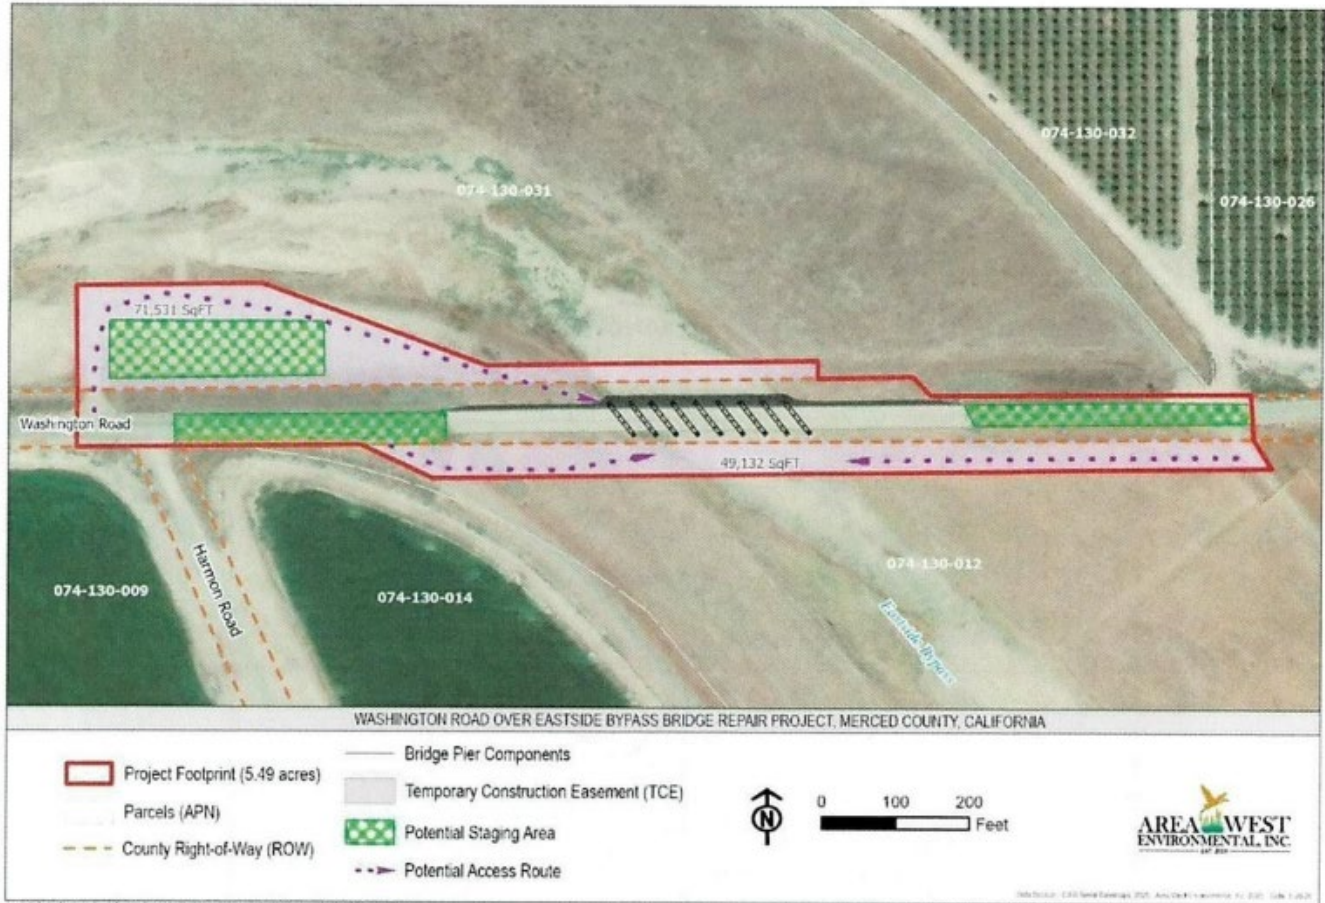 074-130-032
074-130-026
074-130-031
71,531 SqFT
Washington Road
49,132 SqFT
074-130-012
074-130-009
Harmon Road
074-130-014
Eastside Bypass
WASHINGTON ROAD OVER EASTSIDE BYPASS BRIDGE REPAIR PROJECT, MERCED COUNTY, CALIFORNIA
Project Footprint (5.49 acres)
Parcels (APN)
County Right-of-Way (ROW)
Bridge Pier Components
Temporary Construction Easement (TCE)
Potential Staging Area
Potential Access Route
N
0 100 200
Feet
AREA WEST
ENVIRONMENTAL, INC.